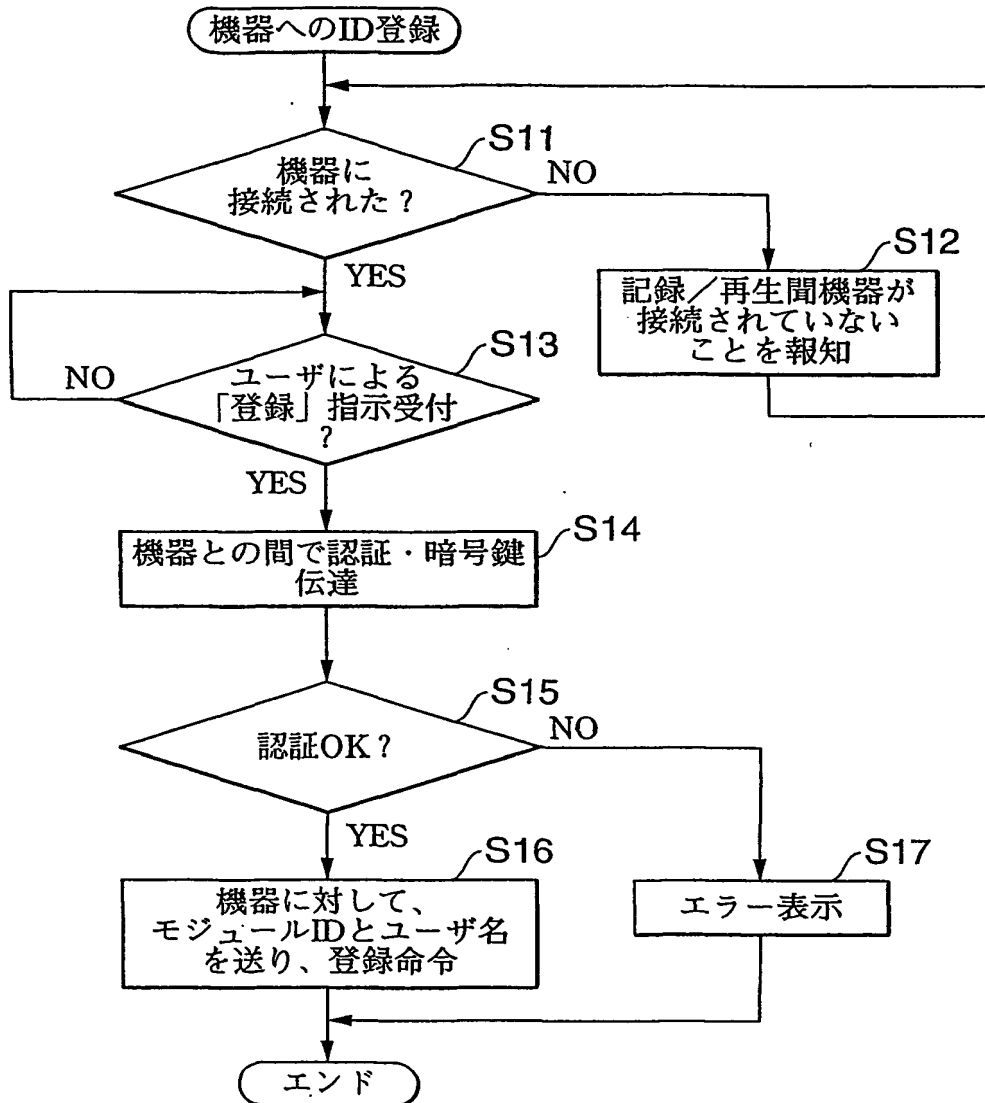 機器へのID登録
S11
機器に
接続された？
NO
YES
S12
記録／再生聞機器が
接続されていない
ことを報知
S13
NO
ユーザによる
「登録」指示受付
？
YES
S14
機器との間で認証・暗号鍵
伝達
S15
認証OK？
NO
YES
S16
機器に対して、
モジュールIDとユーザ名
を送り、登録命令
S17
エラー表示
エンド